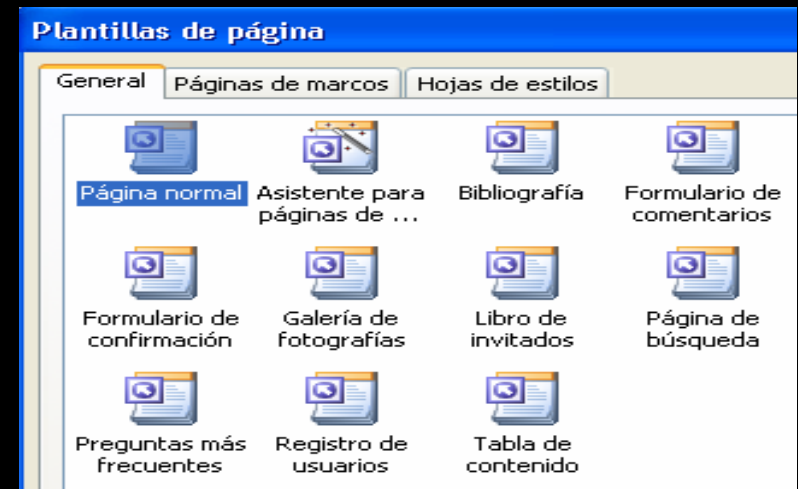 Plantillas de página
General Páginas de marcos Hojas de estilos
Página normal Asistente para páginas de ... Bibliografía Formulario de comentarios
Formulario de confirmación Galería de fotografías Libro de invitados Página de búsqueda
Preguntas más frecuentes Registro de usuarios Tabla de contenido